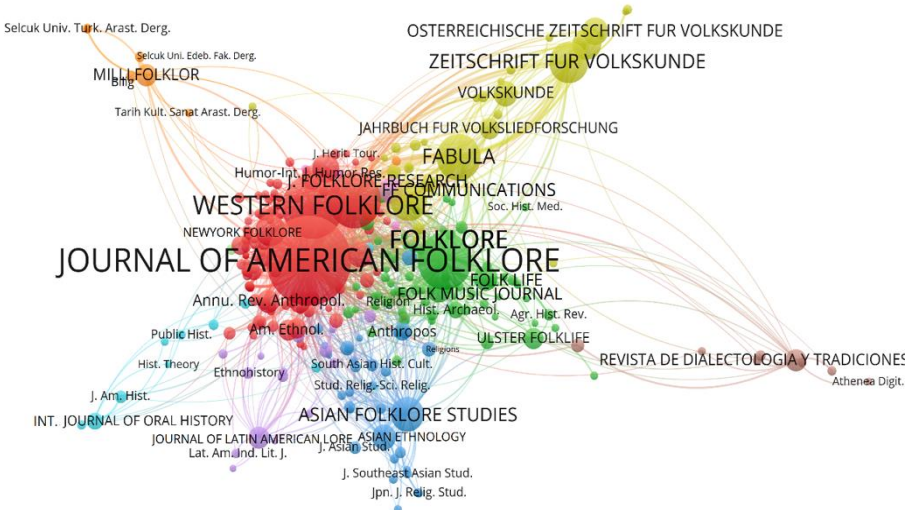 Selcuk Univ. Turk. Arast. Derg.
OSTERREICHISCHE ZEITSCHRIFT FUR VOLKSKUNDE
Selcuk Uni. Edeb. Fak. Derg.
ZEITSCHRIFT FUR VOLKSKUNDE
MILLI FOLKLOR
Bilig
VOLKSKUNDE
Tarih Kult. Sanat Arast. Derg.
JAHRBUCH FUR VOLKSLIEDFORSCHUNG
J. Herit. Tour.
FABULA
Humor-Int. J. Humor Res.
J. FOLKLORE RESEARCH
FF COMMUNICATIONS
WESTERN FOLKLORE
Soc. Hist. Med.
NEWYORK FOLKLORE
FOLKLORE
JOURNAL OF AMERICAN FOLKLORE
FOLK LIFE
FOLK MUSIC JOURNAL
Annu. Rev. Anthropol.
Religion
Hist. Archaeol.
Agr. Hist. Rev.
Public Hist.
Am. Ethnol.
Anthropos
ULSTER FOLKLIFE
Religions
REVISTA DE DIALECTOLOGIA Y TRADICIONES
Hist. Theory
Ethnohistory
South Asian Hist. Cult.
Athenea Digit.
Stud. Relig.-Sci. Relig.
J. Am. Hist.
ASIAN FOLKLORE STUDIES
INT. JOURNAL OF ORAL HISTORY
JOURNAL OF LATIN AMERICAN LORE
ASIAN ETHNOLOGY
Lat. Am. Ind. Lit. J.
J. Asian Stud.
J. Southeast Asian Stud.
Jpn. J. Relig. Stud.